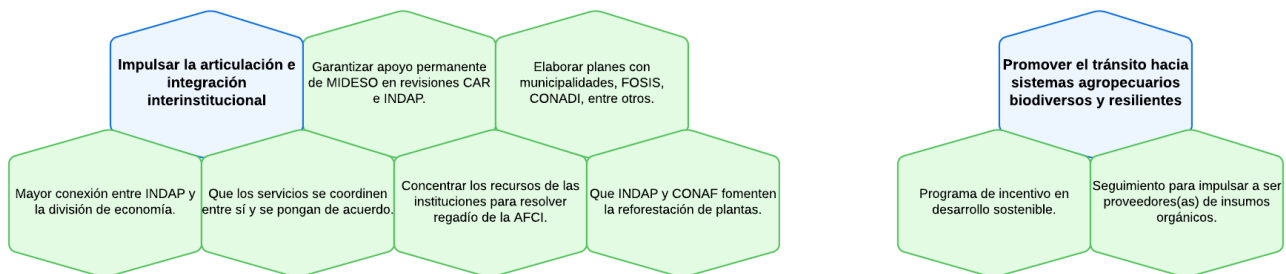 Impulsar la articulación e
integración
interinstitucional
Garantizar apoyo permanente
de MIDESO en revisiones CAR
e INDAP.
Elaborar planes con
municipalidades, FOSIS,
CONADI, entre otros.
Mayor conexión entre INDAP y
la división de economía.
Que los servicios se coordinen
entre sí y se pongan de acuerdo.
Concentrar los recursos de las
instituciones para resolver
regadío de la AFCI.
Que INDAP y CONAF fomenten
la reforestación de plantas.
Promover el tránsito hacia
sistemas agropecuarios
biodiversos y resilientes
Programa de incentivo en
desarrollo sostenible.
Seguimiento para impulsar a ser
proveedores(as) de insumos
orgánicos.